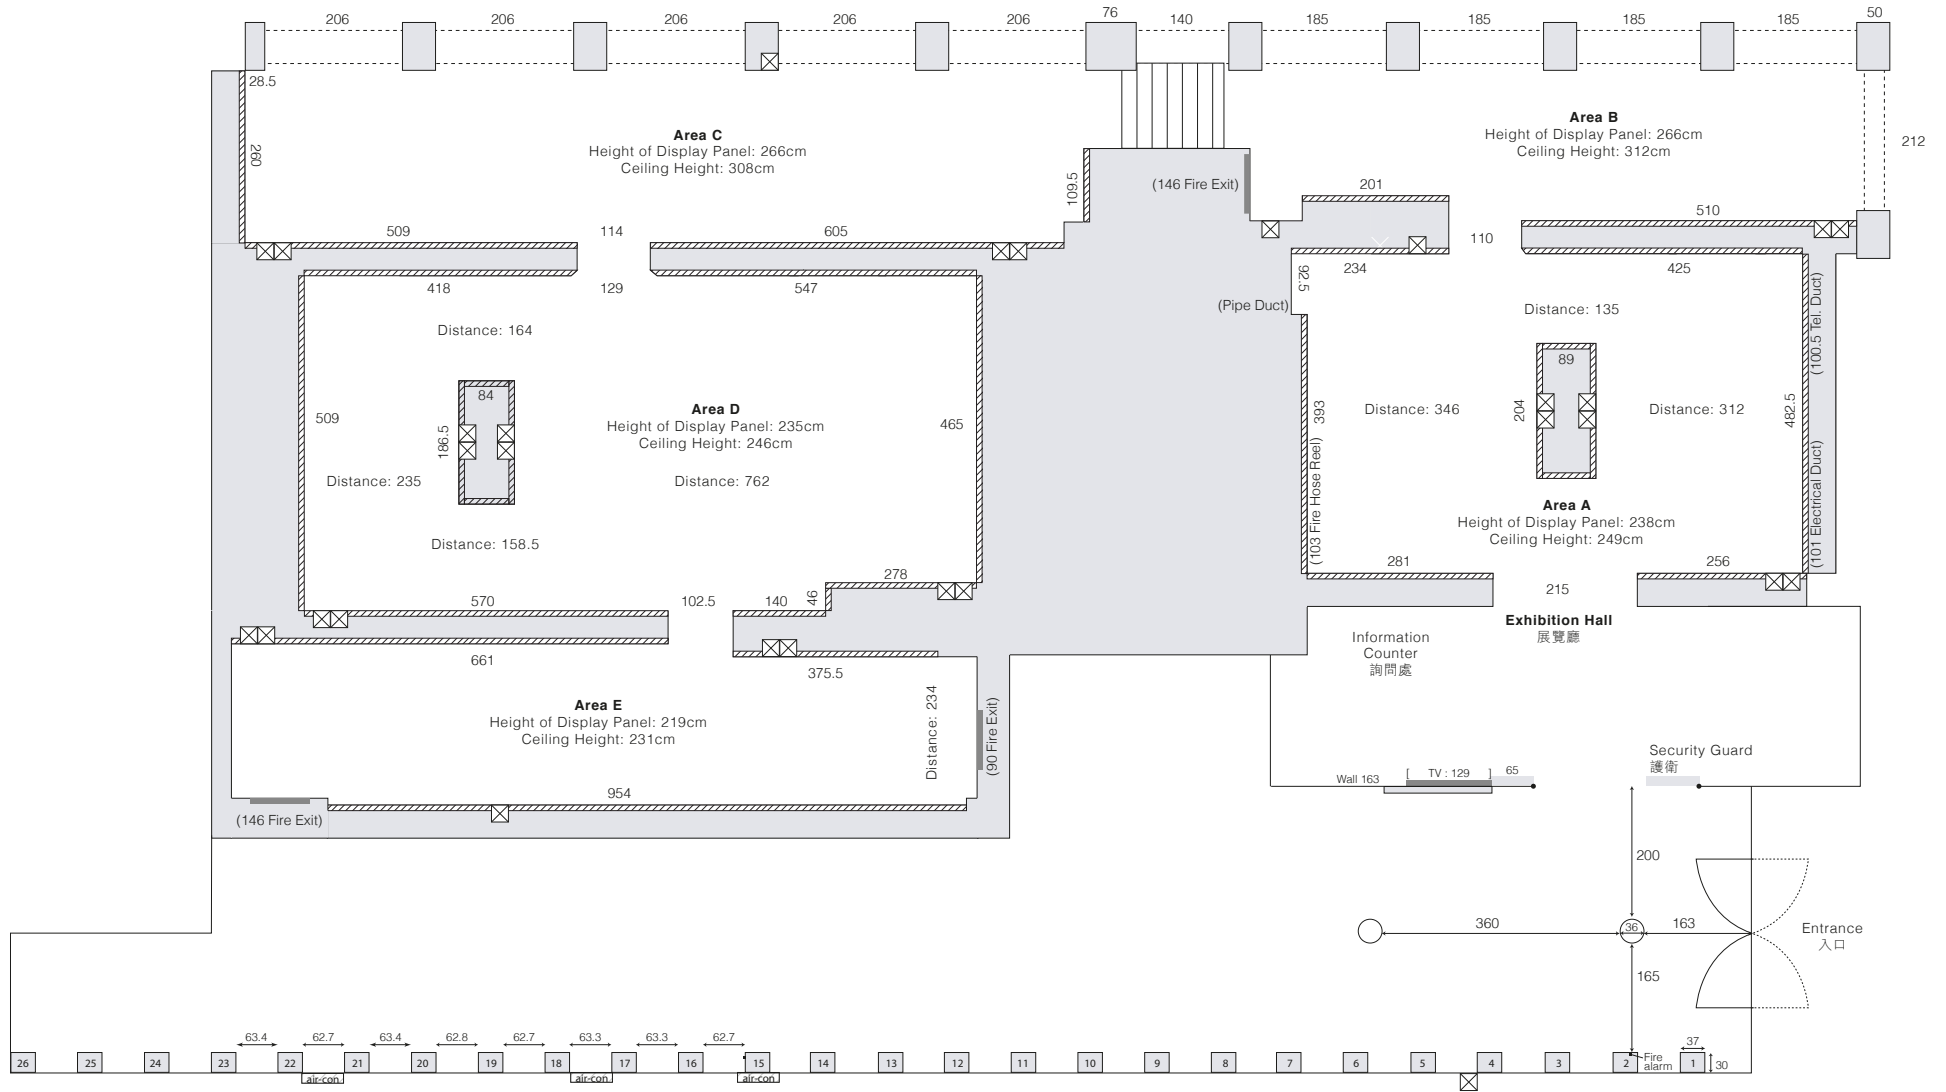 206
206
206
206
206
76
140
185
185
185
185
50
28.5
260
Area C
Height of Display Panel: 266cm
Ceiling Height: 308cm
109.5
(146 Fire Exit)
Area B
Height of Display Panel: 266cm
Ceiling Height: 312cm
212
201
510
509
114
605
110
234
425
92.5
(Pipe Duct)
418
129
547
Distance: 164
Distance: 135
(100.5 Tel. Duct)
84
186.5
509
Area D
Height of Display Panel: 235cm
Ceiling Height: 246cm
465
Distance: 235
Distance: 762
Distance: 158.5
89
204
393
Distance: 346
Distance: 312
482.5
(103 Fire Hose Reel)
(101 Electrical Duct)
Area A
Height of Display Panel: 238cm
Ceiling Height: 249cm
278
46
570
102.5
140
281
215
256
661
375.5
Exhibition Hall
展覽廳
Information
Counter
詢問處
Area E
Height of Display Panel: 219cm
Ceiling Height: 231cm
Distance: 234
(90 Fire Exit)
Security Guard
護衛
Wall 163
[ TV : 129 ]
65
954
(146 Fire Exit)
200
360
36
163
Entrance
入口
165
63.4
62.7
63.4
62.8
62.7
63.3
63.3
62.7
37
30
26
25
24
23
22
21
20
19
18
17
16
15
14
13
12
11
10
9
8
7
6
5
4
3
2
Fire
alarm
1
air-con
air-con
air-con